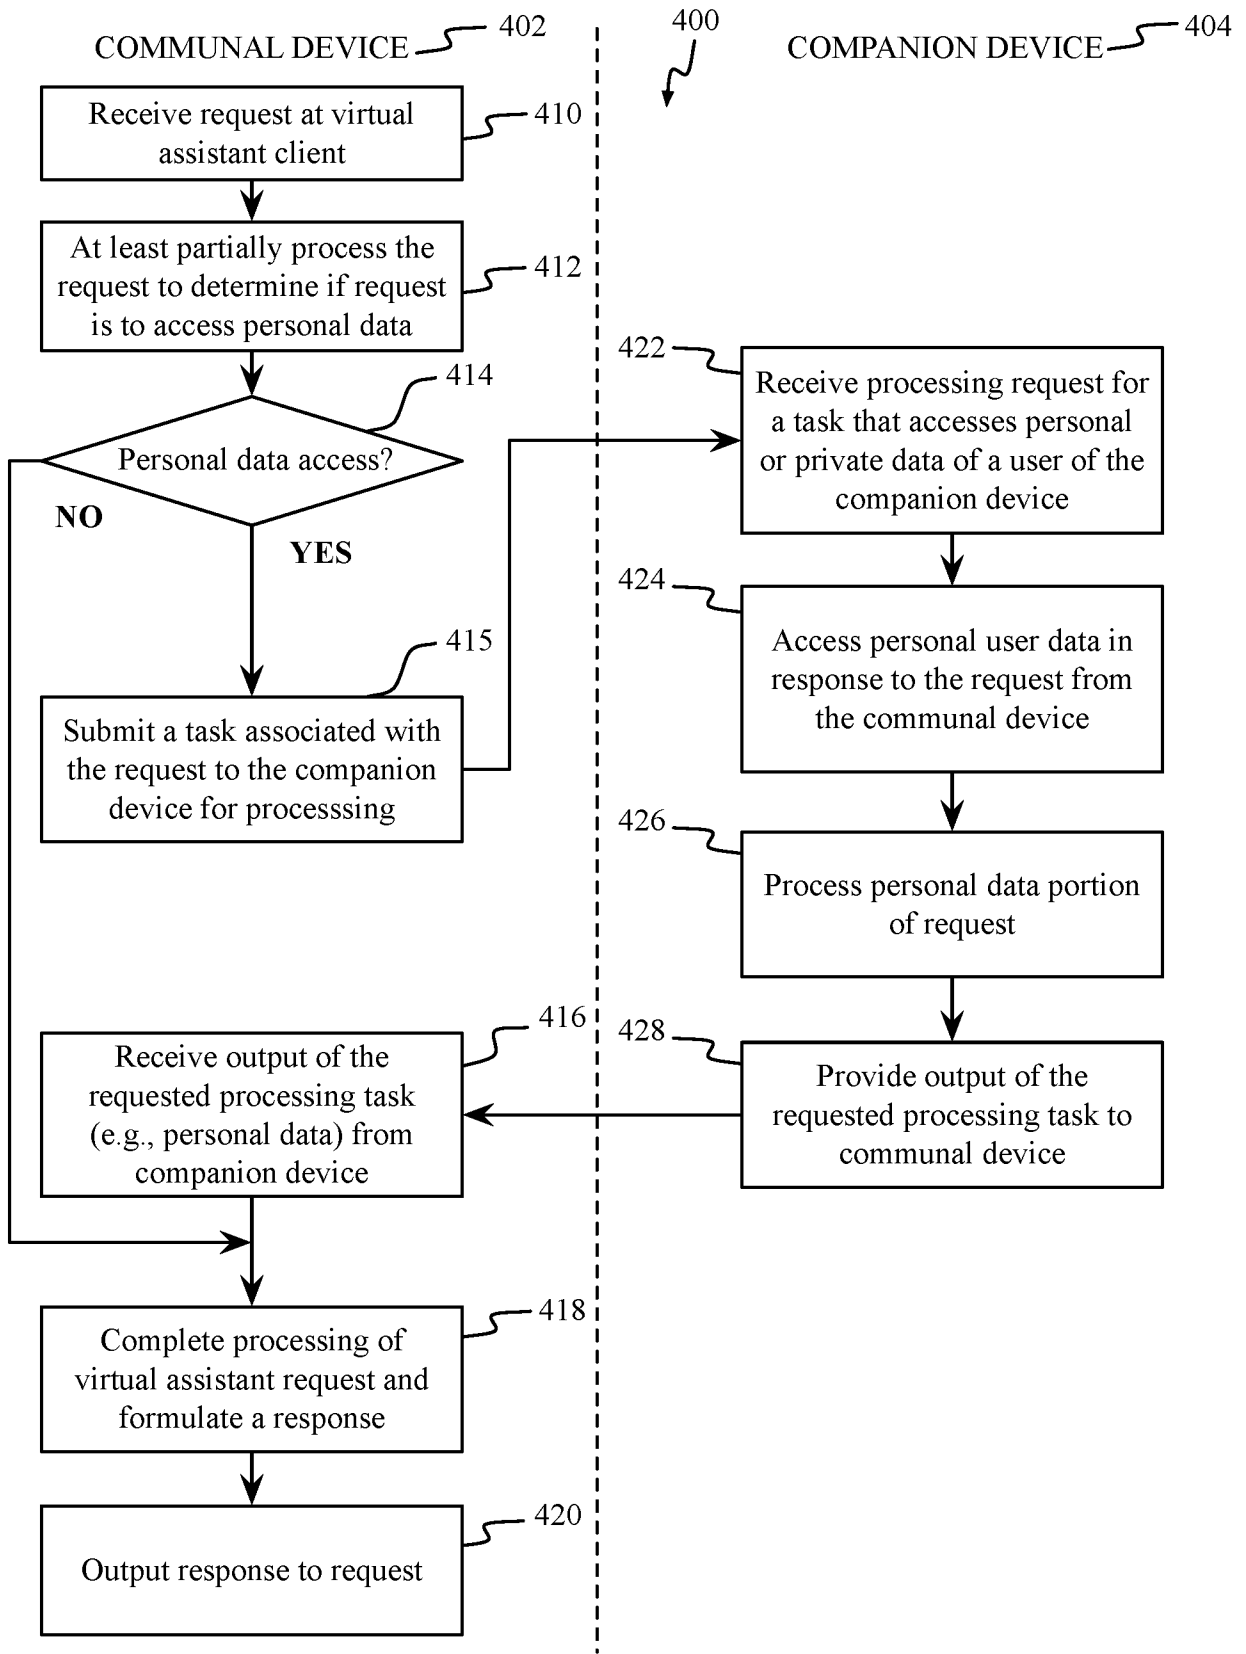 COMMUNAL DEVICE
402
400
COMPANION DEVICE
404
Receive request at virtual
assistant client
410
At least partially process the
request to determine if request
is to access personal data
412
Personal data access?
414
NO
YES
Submit a task associated with
the request to the companion
device for processsing
415
422
Receive processing request for
a task that accesses personal
or private data of a user of the
companion device
424
Access personal user data in
response to the request from
the communal device
426
Process personal data portion
of request
428
Provide output of the
requested processing task to
communal device
Receive output of the
requested processing task
(e.g., personal data) from
companion device
416
Complete processing of
virtual assistant request and
formulate a response
418
Output response to request
420